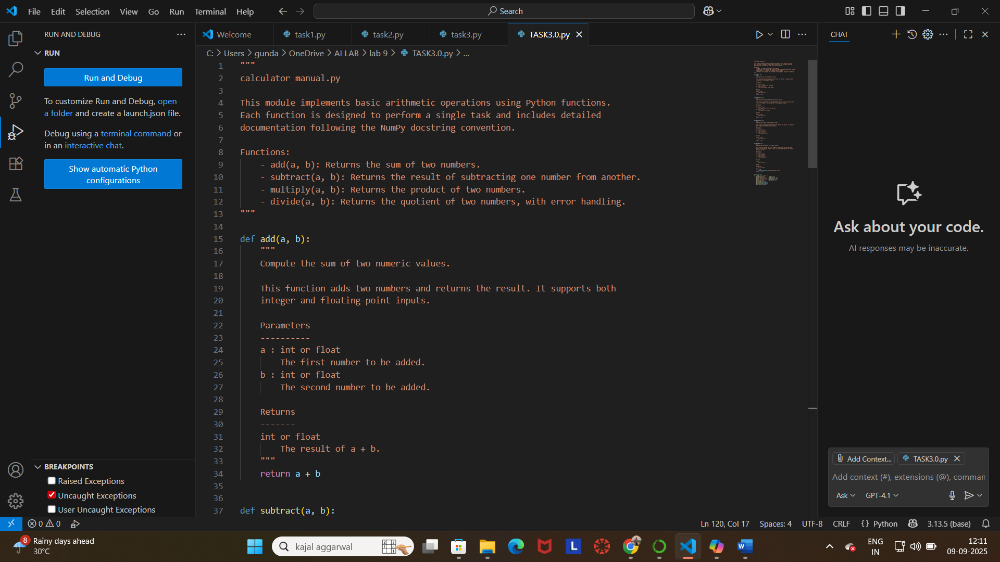 File Edit Selection View Go Run Terminal Help
Search
RUN AND DEBUG
RUN
Run and Debug
To customize Run and Debug, open
a folder and create a launch.json file.
Debug using a terminal command or
in an interactive chat.
Show automatic Python
configurations
BREAKPOINTS
Raised Exceptions
Uncaught Exceptions
User Uncaught Exceptions
Welcome task1.py task2.py task3.py TASK3.0.py
C: > Users > gunda > OneDrive > AI LAB > lab 9 > TASK3.0.py > ...
1 """
2 calculator_manual.py
3
4 This module implements basic arithmetic operations using Python functions.
5 Each function is designed to perform a single task and includes detailed
6 documentation following the NumPy docstring convention.
7
8 Functions:
9 - add(a, b): Returns the sum of two numbers.
10 - subtract(a, b): Returns the result of subtracting one number from another.
11 - multiply(a, b): Returns the product of two numbers.
12 - divide(a, b): Returns the quotient of two numbers, with error handling.
13 """
14
15 def add(a, b):
16 """
17 Compute the sum of two numeric values.
18
19 This function adds two numbers and returns the result. It supports both
20 integer and floating-point inputs.
21
22 Parameters
23 ----------
24 a : int or float
25 The first number to be added.
26 b : int or float
27 The second number to be added.
28
29 Returns
30 -------
31 int or float
32 The result of a + b.
33 """
34 return a + b
35
36
37 def subtract(a, b):
CHAT
Ask about your code.
AI responses may be inaccurate.
Add Context... TASK3.0.py
Add context (#), extensions (@), comman
Ask GPT-4.1
0 0
Ln 120, Col 17 Spaces: 4 UTF-8 CRLF {} Python 3.13.5 (base)
8
Rainy days ahead
30°C
kajal aggarwal
L
ENG
IN
12:11
09-09-2025